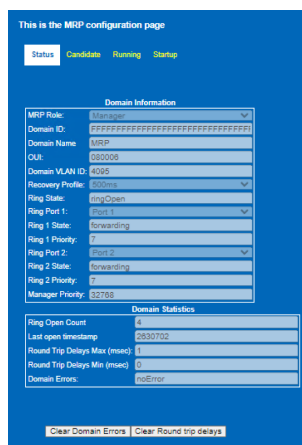 This is the MRP configuration page
Status Candidate Running Startup
Domain Information
MRP Role: Manager
Domain ID: FFFFFFFFFFFFFFFFFFFFFFFFFFFFFFF
Domain Name MRP
OUI: 080006
Domain VLAN ID: 4095
Recovery Profile: 500ms
Ring State: ringOpen
Ring Port 1: Port 1
Ring 1 State: forwarding
Ring 1 Priority: 7
Ring Port 2: Port 2
Ring 2 State: forwarding
Ring 2 Priority: 7
Manager Priority: 32768
Domain Statistics
Ring Open Count 4
Last open timestamp 2630702
Round Trip Delays Max (msec): 1
Round Trip Delays Min (msec) 0
Domain Errors: noError
Clear Domain Errors Clear Round trip delays